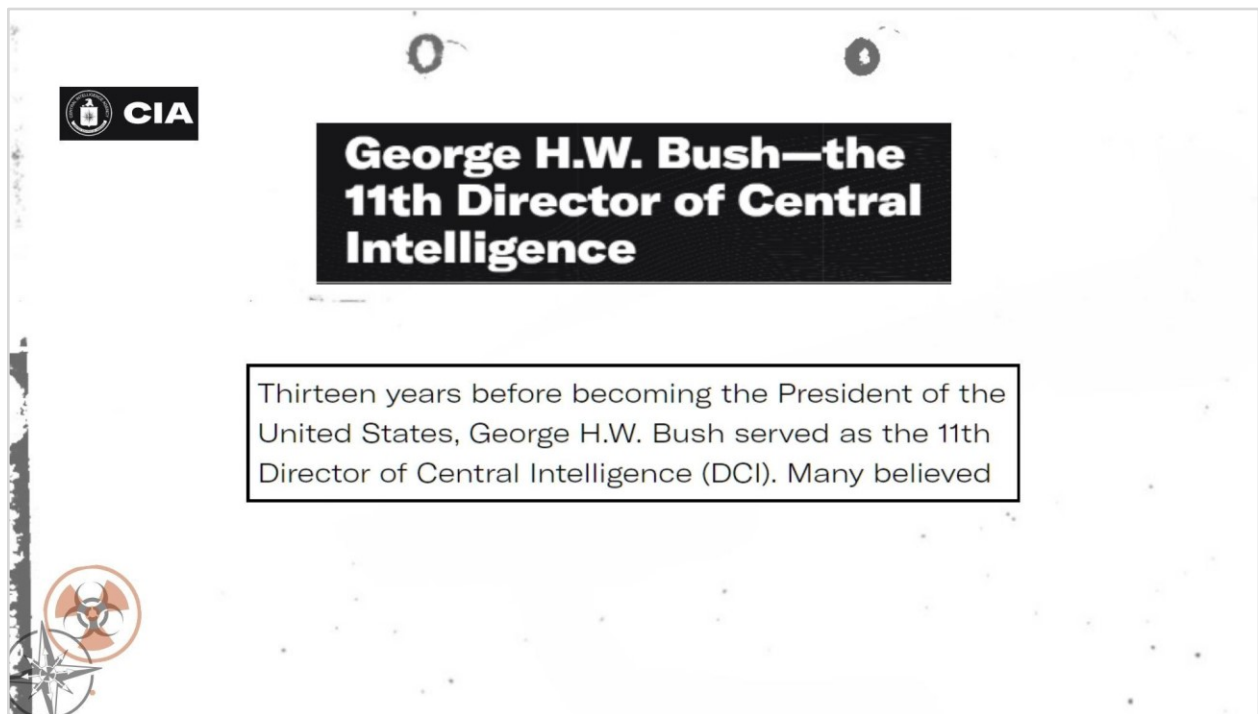 CIA
George H.W. Bush—the
11th Director of Central
Intelligence
Thirteen years before becoming the President of the
United States, George H.W. Bush served as the 11th
Director of Central Intelligence (DCI). Many believed